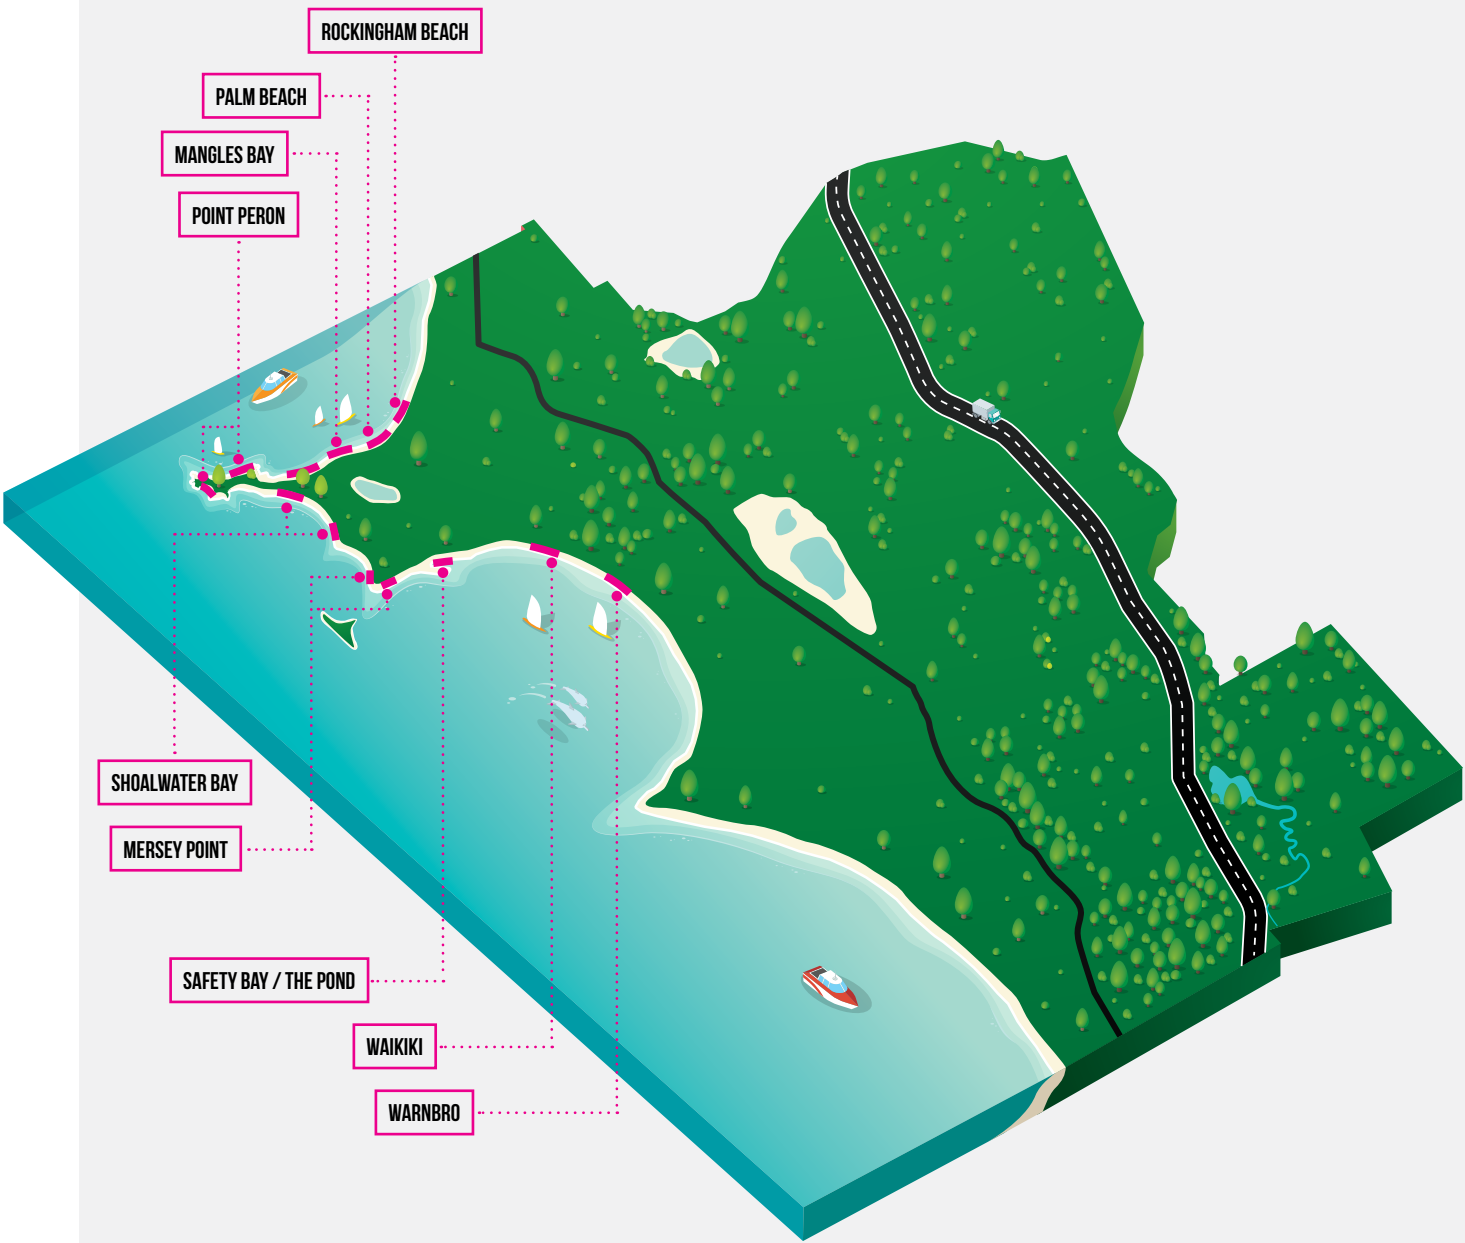 ROCKINGHAM BEACH
PALM BEACH
MANGLES BAY
POINT PERON
SHOALWATER BAY
MERSEY POINT
SAFETY BAY / THE POND
WAIKIKI
WARNBRO